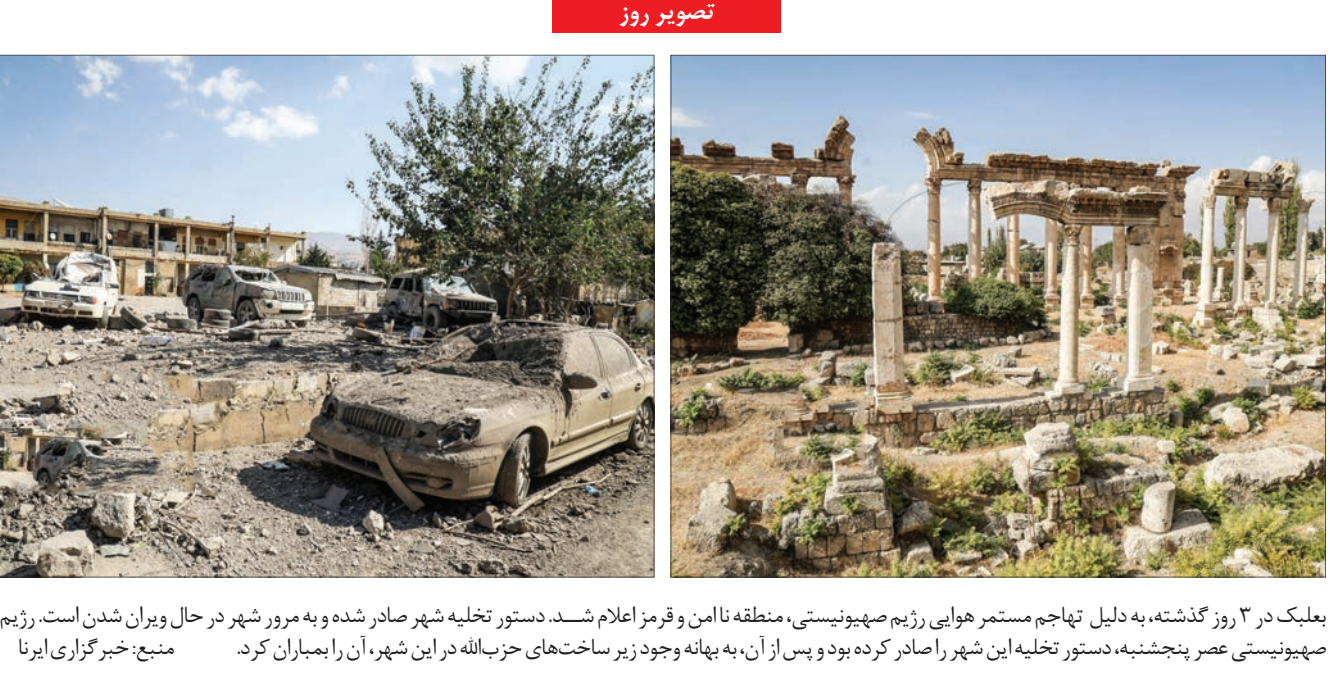 تصویر روز
بعلبک در ۳ روز گذشته، به دلیل تهاجم مستمر هوایی رژیم صهیونیستی، منطقه ناامن و قرمز اعلام شــد. دستور تخلیه شهر صادر شده و به مرور شهر در حال ویران شدن است. رژیم
صهیونیستی عصر پنجشنبه، دستور تخلیه این شهر را صادر کرده بود و پس از آن، به بهانه وجود زیر ساخت‌های حزب‌الله در این شهر، آن را بمباران کرد. منبع: خبرگزاری ایرنا